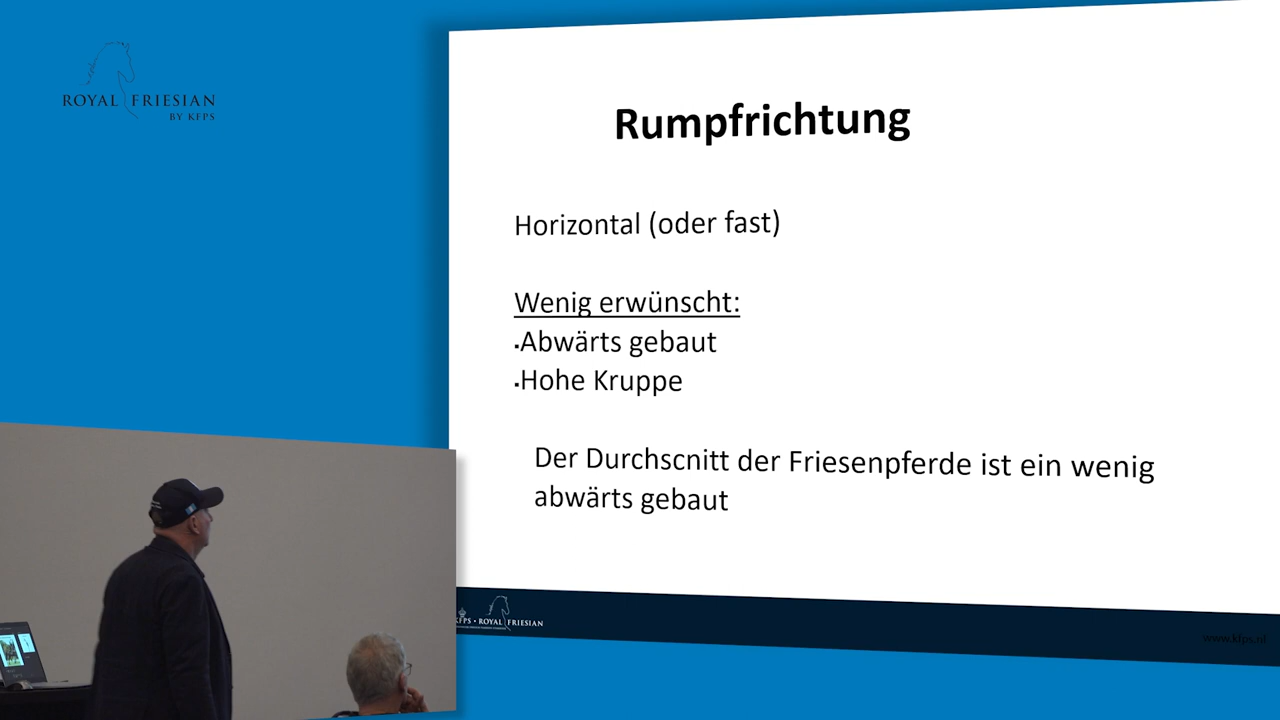 ROYAL FRIESIAN
BY KFPS
Rumpfrichtung
Horizontal (oder fast)
Wenig erwünscht:
▪Abwärts gebaut
▪Hohe Kruppe
Der Durchscnitt der Friesenpferde ist ein wenig
abwärts gebaut
KFPS • ROYAL FRIESIAN
www.kfps.nl